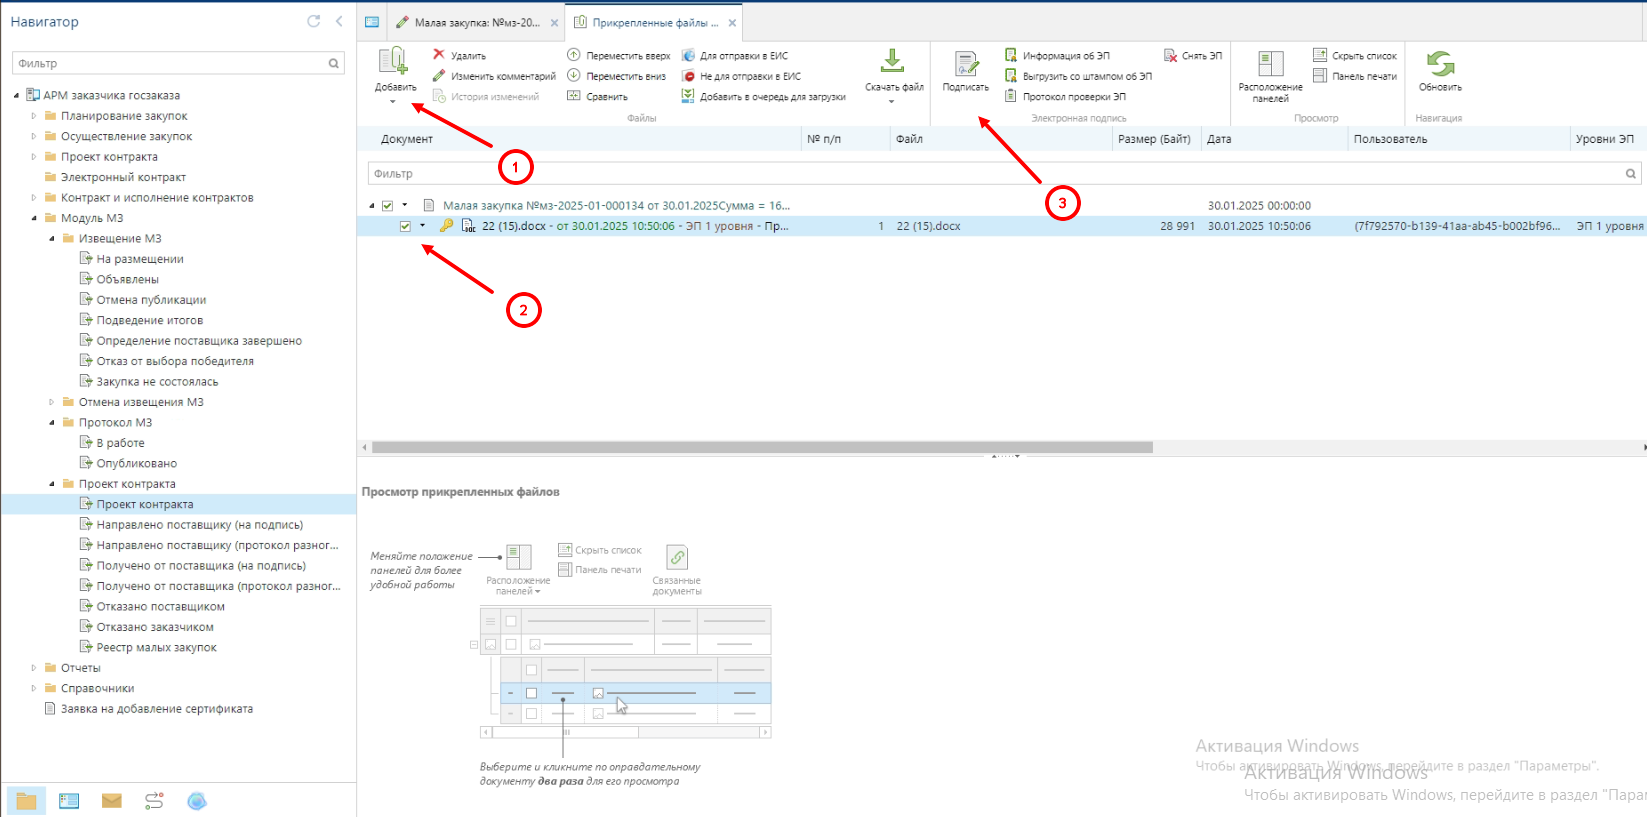 Навигатор
Фильтр
АРМ заказчика госзаказа
Планирование закупок
Осуществление закупок
Проект контракта
Электронный контракт
Контракт и исполнение контрактов
Модуль МЗ
Извещение МЗ
На размещении
Объявлены
Отмена публикации
Подведение итогов
Определение поставщика завершено
Отказ от выбора победителя
Закупка не состоялась
Отмена извещения МЗ
Протокол МЗ
В работе
Опубликовано
Проект контракта
Проект контракта
Направлено поставщику (на подпись)
Направлено поставщику (протокол разног...
Получено от поставщика (на подпись)
Получено от поставщика (протокол разног...
Отказано поставщиком
Отказано заказчиком
Реестр малых закупок
Отчеты
Справочники
Заявка на добавление сертификата
Малая закупка: №мз-20...
Прикрепленные файлы ...
Добавить
Удалить
Изменить комментарий
История изменений
Переместить вверх
Переместить вниз
Сравнить
Для отправки в ЕИС
Не для отправки в ЕИС
Добавить в очередь для загрузки
Скачать файл
Файлы
Подписать
Информация об ЭП
Выгрузить со штампом об ЭП
Протокол проверки ЭП
Снять ЭП
Электронная подпись
Расположение панелей
Скрыть список
Панель печати
Просмотр
Обновить
Навигация
Документ № п/п Файл Размер (Байт) Дата Пользователь Уровни ЭП
Фильтр
Малая закупка №мз-2025-01-000134 от 30.01.2025Сумма = 16... 30.01.2025 00:00:00
22 (15).docx - от 30.01.2025 10:50:06 - ЭП 1 уровня - Пр... 1 22 (15).docx 28 991 30.01.2025 10:50:06 (7f792570-b139-41aa-ab45-b002bf96... ЭП 1 уровня
1
2
3
Просмотр прикрепленных файлов
Меняйте положение
панелей для более
удобной работы
Расположение
панелей
Скрыть список
Панель печати
Связанные
документы
Выберите и кликните по оправдательному
документу два раза для его просмотра
Активация Windows
Чтобы активировать Windows, перейдите в раздел "Параметры".
Активация Windows
Чтобы активировать Windows, перейдите в раздел "Пара